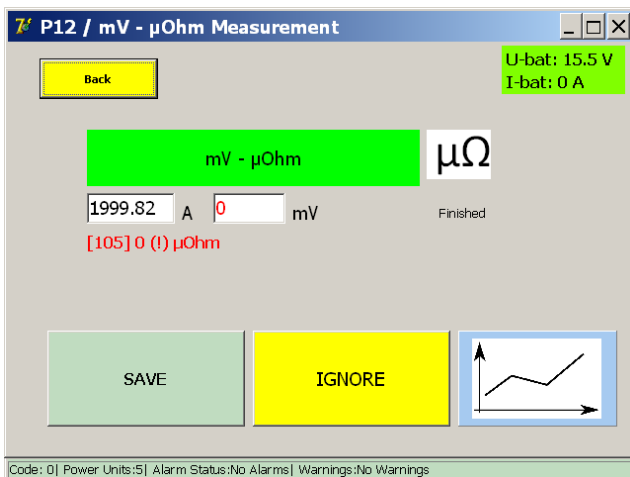 P12 / mV - µOhm Measurement
Back
U-bat: 15.5 V
I-bat: 0 A
mV - µOhm
µΩ
1999.82 A 0 mV
Finished
[105] 0 (!) µOhm
SAVE
IGNORE
Code: 0| Power Units:5| Alarm Status:No Alarms| Warnings:No Warnings